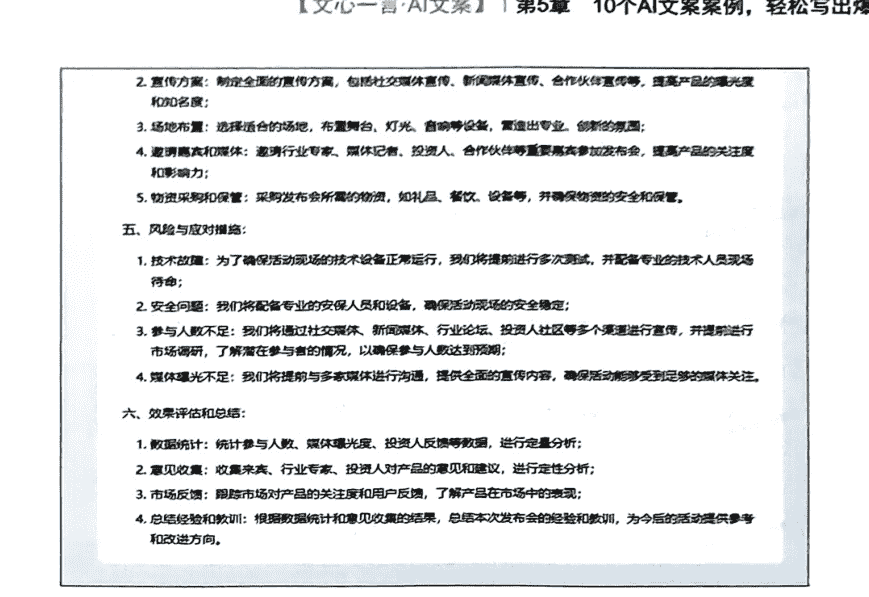 【文心一言·AI文案】 | 第5章 10个AI文案案例，轻松写出爆
2. 宣传方案：制定全面的宣传方案，包括社交媒体宣传、新闻媒体宣传、合作伙伴宣传等，提高产品的曝光度
和知名度；
3. 场地布置：选择适合的场地，布置舞台、灯光、音响等设备，营造出专业、创新的氛围；
4. 邀请嘉宾和媒体：邀请行业专家、媒体记者、投资人、合作伙伴等重要嘉宾参加发布会，提高产品的关注度
和影响力；
5. 物资采购和保管：采购发布会所需的物资，如礼品、餐饮、设备等，并确保物资的安全和保管。
五、风险与应对措施：
1. 技术故障：为了确保活动现场的技术设备正常运行，我们将提前进行多次测试，并配备专业的技术人员现场
待命；
2. 安全问题：我们将配备专业的安保人员和设备，确保活动现场的安全稳定；
3. 参与人数不足：我们将通过社交媒体、新闻媒体、行业论坛、投资人社区等多个渠道进行宣传，并提前进行
市场调研，了解潜在参与者的情况，以确保参与人数达到预期；
4. 媒体曝光不足：我们将提前与多家媒体进行沟通，提供全面的宣传内容，确保活动能够受到足够的媒体关注。
六、效果评估和总结：
1. 数据统计：统计参与人数、媒体曝光度、投资人反馈等数据，进行定量分析；
2. 意见收集：收集来宾、行业专家、投资人对产品的意见和建议，进行定性分析；
3. 市场反馈：跟踪市场对产品的关注度和用户反馈，了解产品在市场中的表现；
4. 总结经验和教训：根据数据统计和意见收集的结果，总结本次发布会的经验和教训，为今后的活动提供参考
和改进方向。